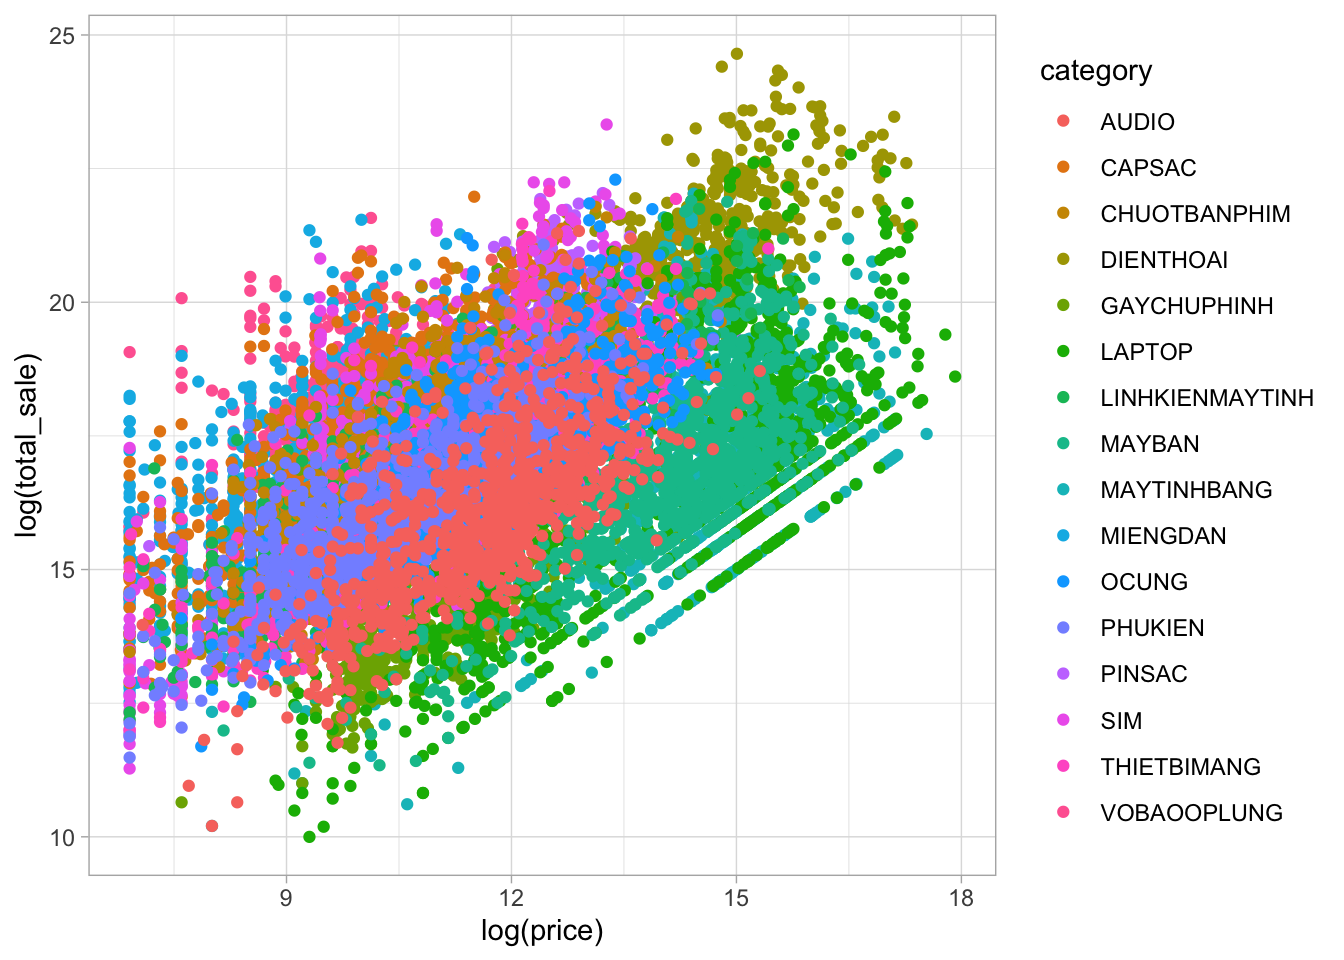 25
20
15
10
log(total_sale)
9
12
15
18
log(price)
category
AUDIO
CAPSAC
CHUOTBANPHIM
DIENTHOAI
GAYCHUPHINH
LAPTOP
LINHKIENMAYTINH
MAYBAN
MAYTINHBANG
MIENGDAN
OCUNG
PHUKIEN
PINSAC
SIM
THIETBIMANG
VOBAOOPLUNG